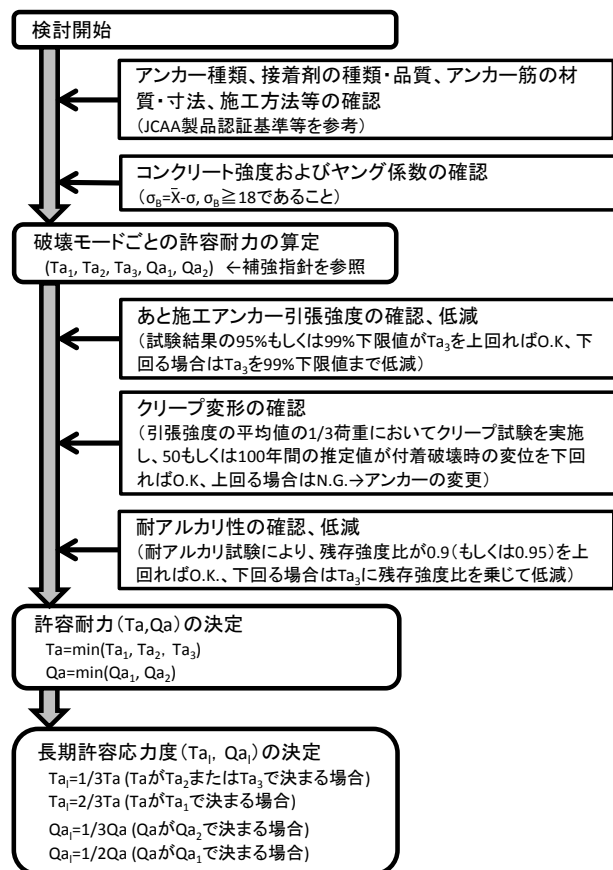 検討開始
アンカー種類、接着剤の種類・品質、アンカー筋の材
質・寸法、施工方法等の確認
(JCAA製品認証基準等を参考)
コンクリート強度およびヤング係数の確認
(σB=X̄-σ, σB≧18であること)
破壊モードごとの許容耐力の算定
(Ta1, Ta2, Ta3, Qa1, Qa2) ←補強指針を参照
あと施工アンカー引張強度の確認、低減
(試験結果の95%もしくは99%下限値がTa3を上回ればO.K、下
回る場合はTa3を99%下限値まで低減)
クリープ変形の確認
(引張強度の平均値の1/3荷重においてクリープ試験を実施
し、50もしくは100年間の推定値が付着破壊時の変位を下回
ればO.K、上回る場合はN.G.→アンカーの変更)
耐アルカリ性の確認、低減
(耐アルカリ試験により、残存強度比が0.9(もしくは0.95)を上
回ればO.K.、下回る場合はTa3に残存強度比を乗じて低減)
許容耐力(Ta,Qa)の決定
Ta=min(Ta1, Ta2, Ta3)
Qa=min(Qa1, Qa2)
長期許容応力度(Tal, Qal)の決定
Tal=1/3Ta (TaがTa2またはTa3で決まる場合)
Tal=2/3Ta (TaがTa1で決まる場合)
Qal=1/3Qa (QaがQa2で決まる場合)
Qal=1/2Qa (QaがQa1で決まる場合)